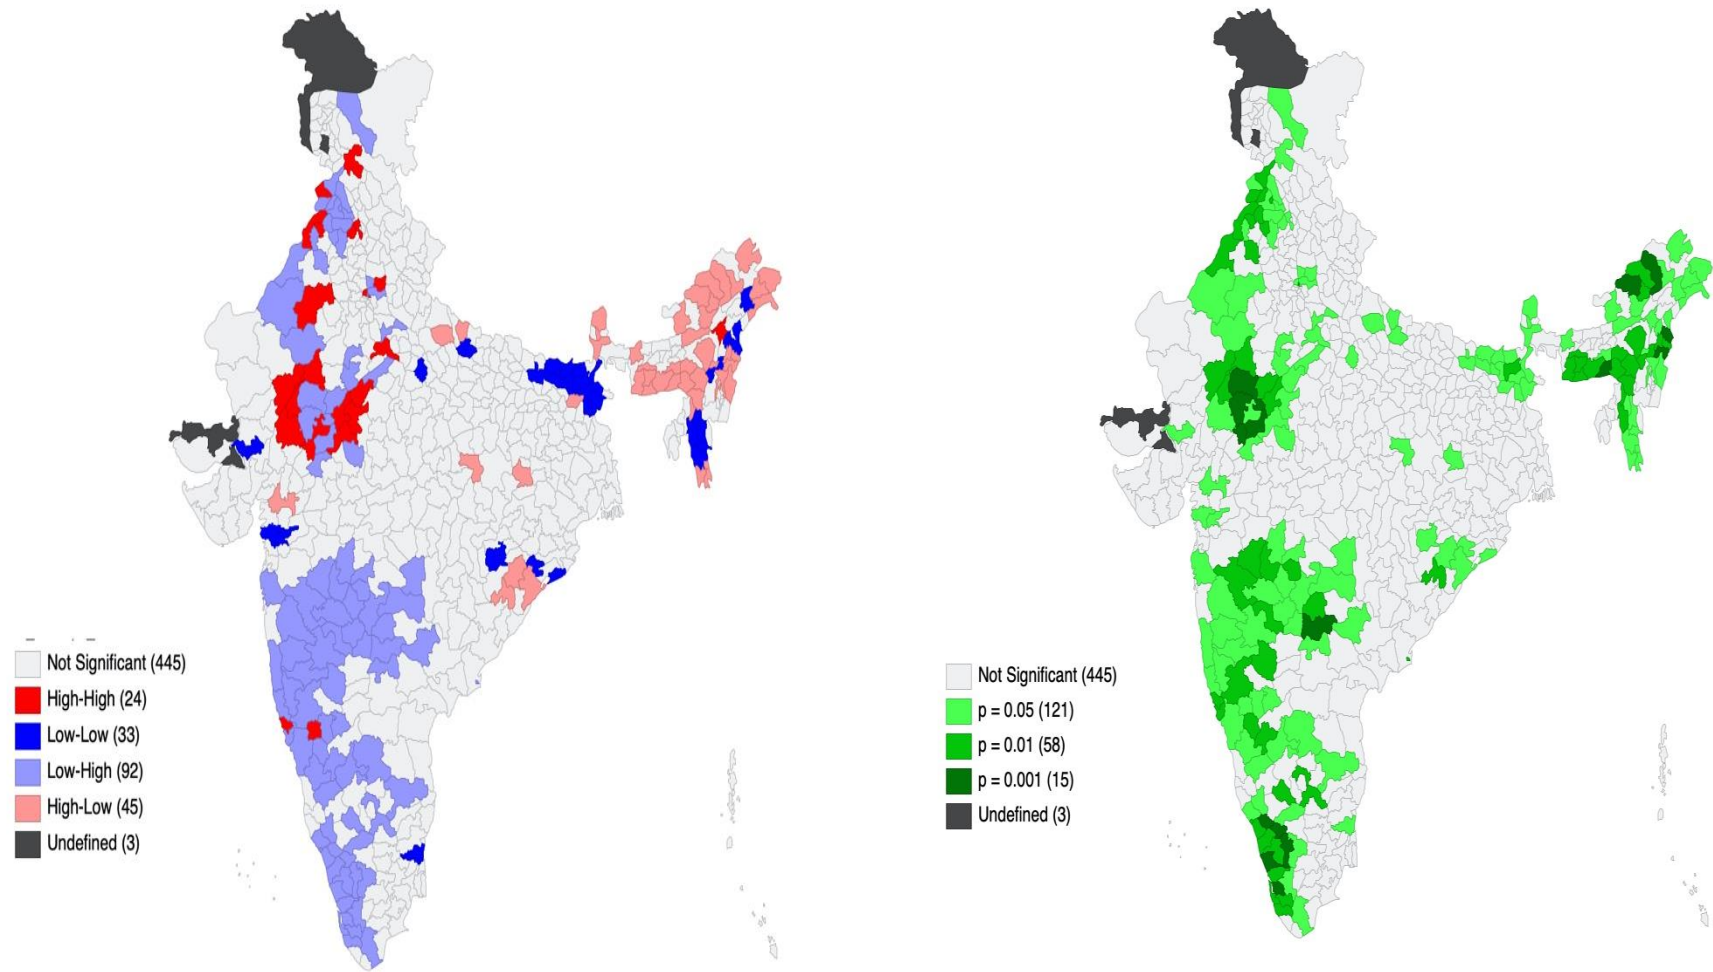 Not Significant (445)
High-High (24)
Low-Low (33)
Low-High (92)
High-Low (45)
Undefined (3)
Not Significant (445)
p = 0.05 (121)
p = 0.01 (58)
p = 0.001 (15)
Undefined (3)